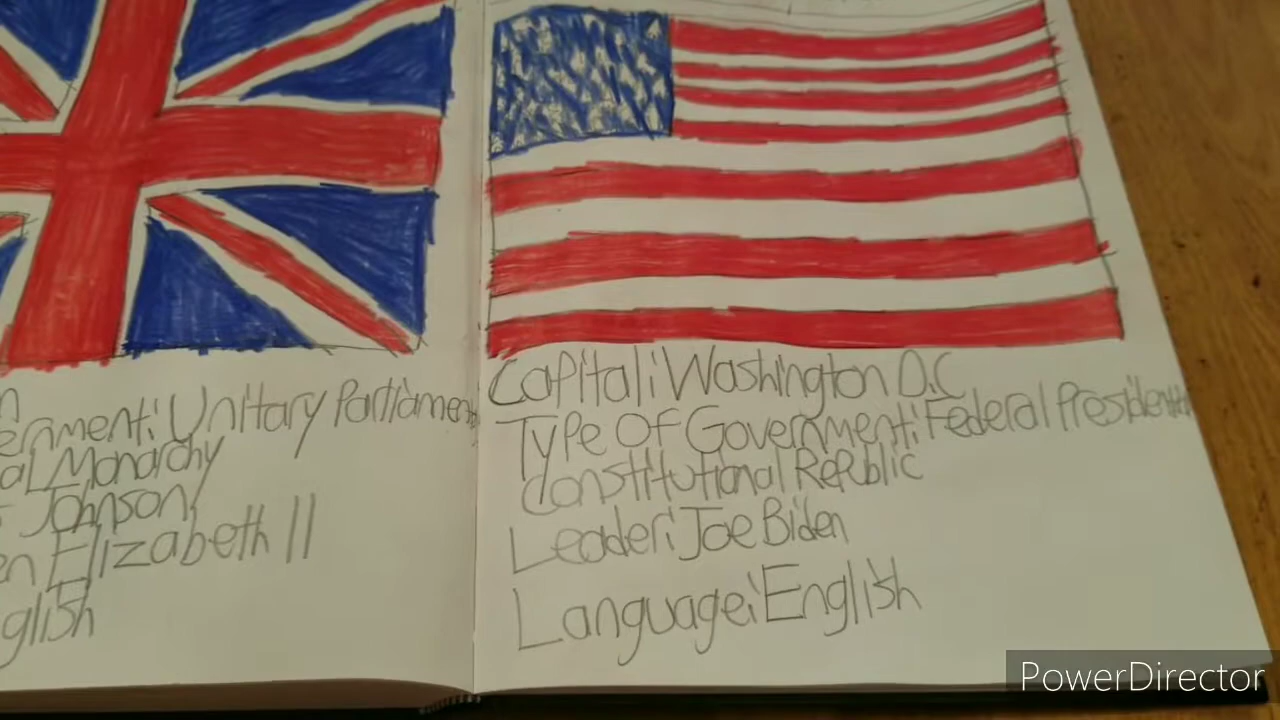 n
ernment: Unitary Parliament
al Monarchy
Johnson
en Elizabeth II
glish
Capital: Washington D.C
Type Of Government: Federal Presidential
Constitutional Republic
Leader: Joe Biden
Language: English
PowerDirector